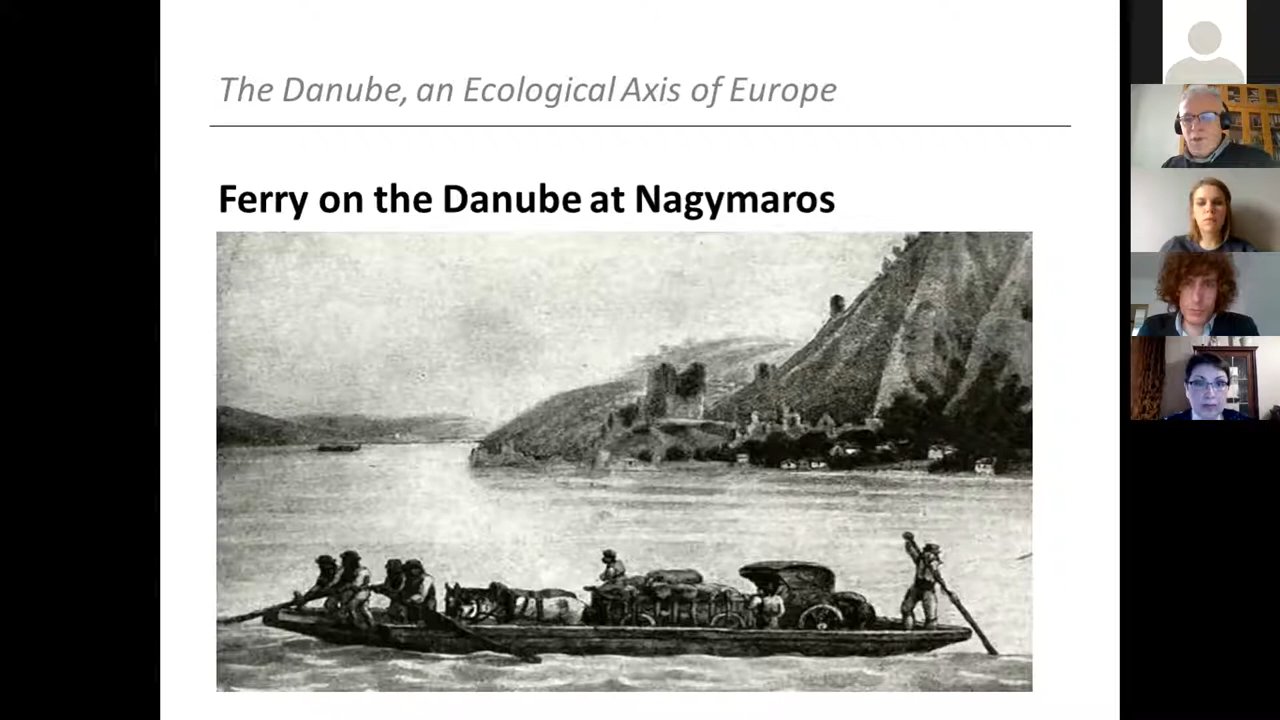 The Danube, an Ecological Axis of Europe
Ferry on the Danube at Nagymaros